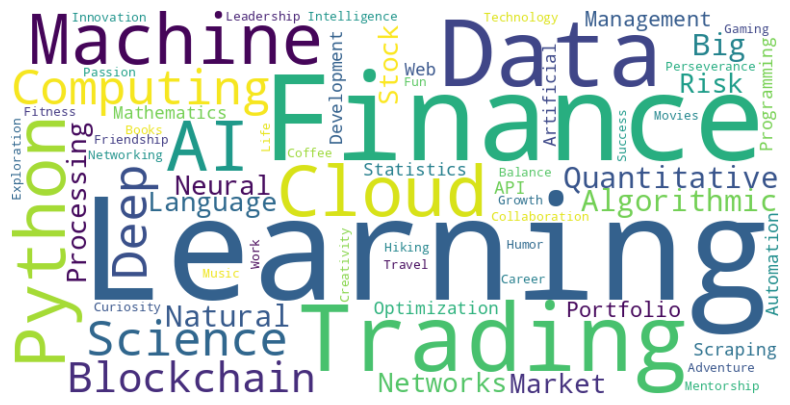 Innovation
Leadership
Intelligence
Technology
Management
Gaming
Machine
Data
Big
Stock
Development
Web
Fun
Artificial
Perseverance
Programming
Passion
Computing
Finance
Risk
Fitness
Mathematics
Books
AI
Life
Movies
Success
Exploration
Python
Processing
Friendship
Networking
Coffee
Statistics
Balance
Quantitative
Deep
Neural
Cloud
API
Language
Growth
Algorithmic
Collaboration
Learning
Work
Creativity
Hiking
Humor
Travel
Music
Career
Automation
Curiosity
Natural
Optimization
Portfolio
Trading
Science
Scraping
Blockchain
Networks
Market
Adventure
Mentorship